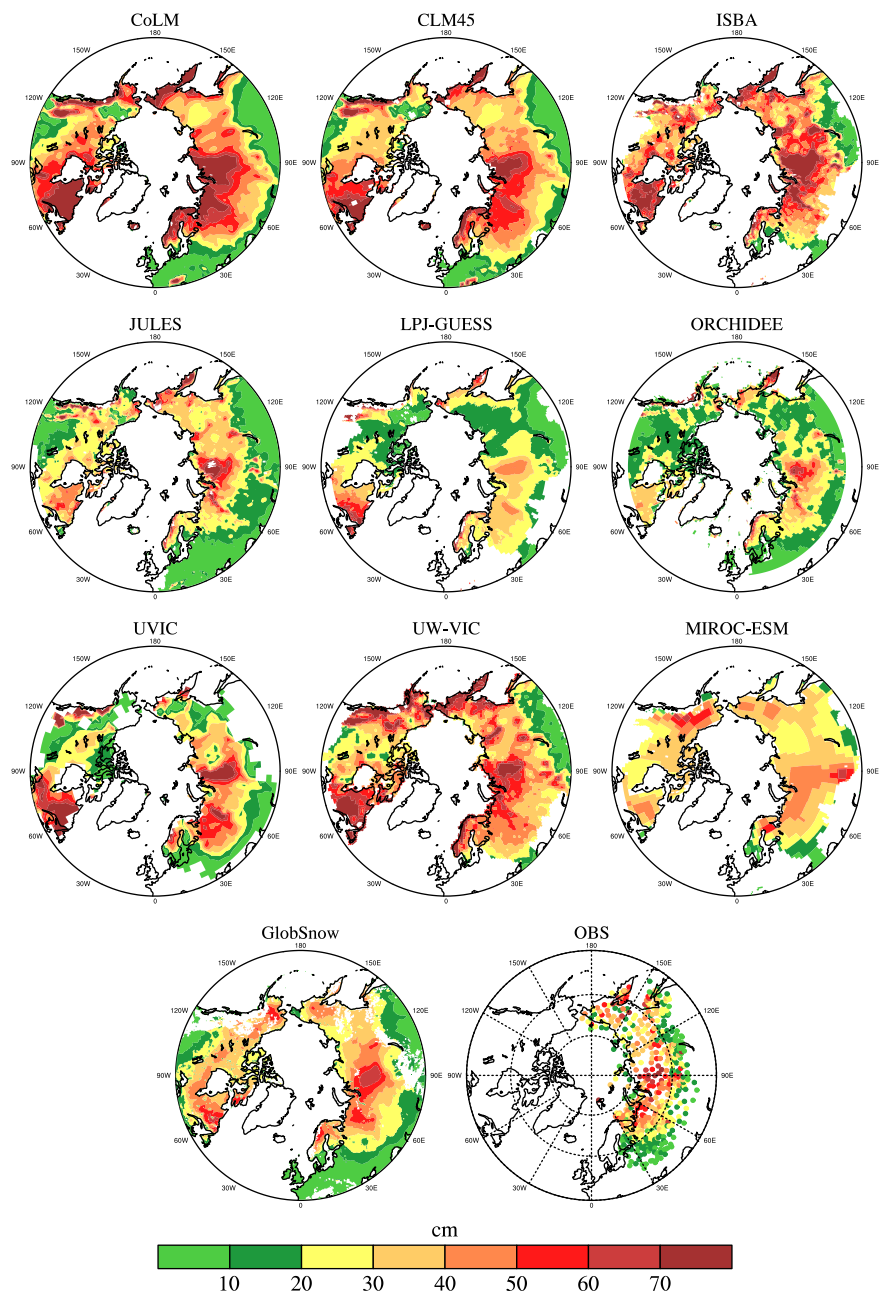 CoLM
180
150W 150E
120W 120E
90W 90E
60W 60E
30W 30E
0
CLM45
180
150W 150E
120W 120E
90W 90E
60W 60E
30W 30E
0
ISBA
180
150W 150E
120W 120E
90W 90E
60W 60E
30W 30E
0
JULES
180
150W 150E
120W 120E
90W 90E
60W 60E
30W 30E
0
LPJ-GUESS
180
150W 150E
120W 120E
90W 90E
60W 60E
30W 30E
0
ORCHIDEE
180
150W 150E
120W 120E
90W 90E
60W 60E
30W 30E
0
UVIC
180
150W 150E
120W 120E
90W 90E
60W 60E
30W 30E
0
UW-VIC
180
150W 150E
120W 120E
90W 90E
60W 60E
30W 30E
0
MIROC-ESM
180
150W 150E
120W 120E
90W 90E
60W 60E
30W 30E
0
GlobSnow
180
150W 150E
120W 120E
90W 90E
60W 60E
30W 30E
0
OBS
180
150W 150E
120W 120E
90W 90E
60W 60E
30W 30E
0
cm
10 20 30 40 50 60 70